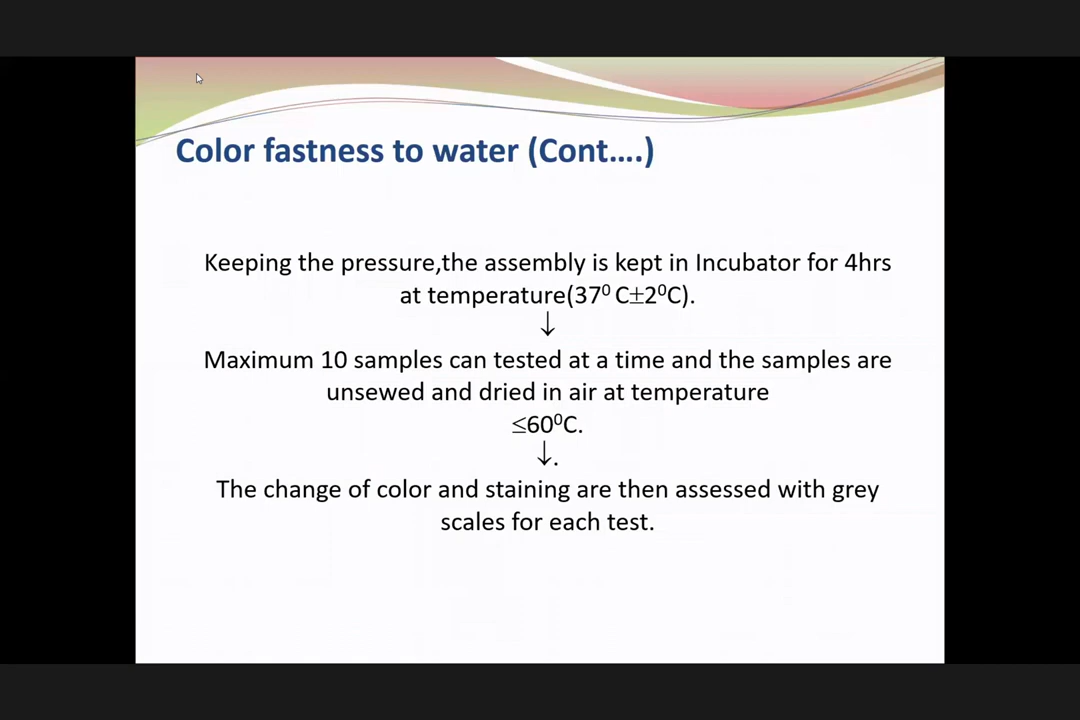 Color fastness to water (Cont....)
Keeping the pressure,the assembly is kept in Incubator for 4hrs
at temperature(37⁰ C±2⁰C).
↓
Maximum 10 samples can tested at a time and the samples are
unsewed and dried in air at temperature
≤60⁰C.
↓.
The change of color and staining are then assessed with grey
scales for each test.